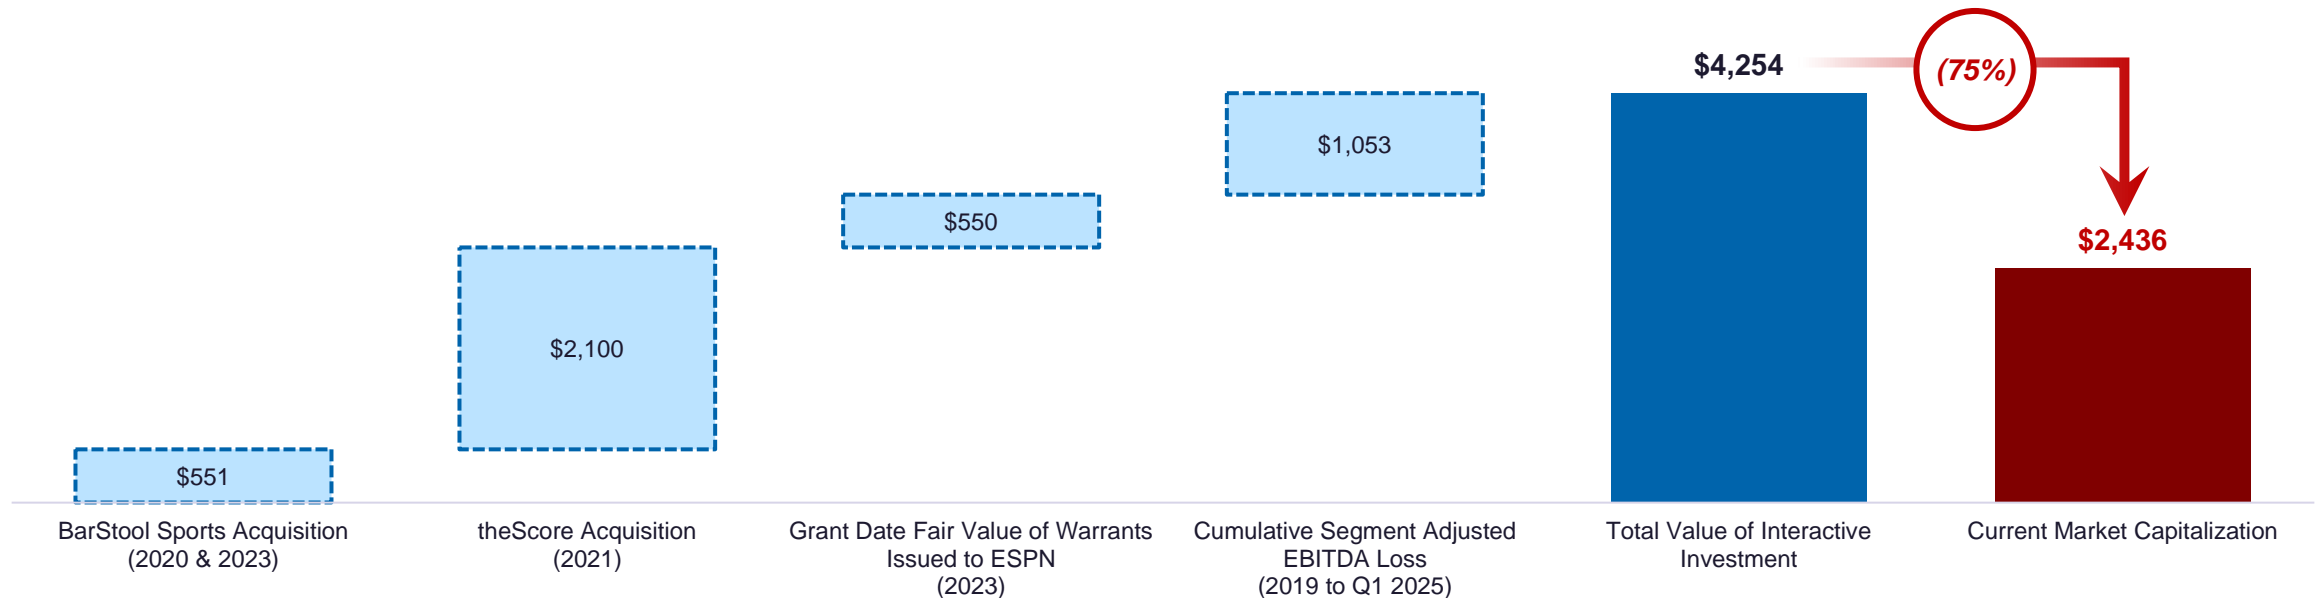 $4,254
(75%)
$1,053
$550
$2,436
$2,100
$551
BarStool Sports Acquisition
(2020 & 2023)
theScore Acquisition
(2021)
Grant Date Fair Value of Warrants
Issued to ESPN
(2023)
Cumulative Segment Adjusted
EBITDA Loss
(2019 to Q1 2025)
Total Value of Interactive
Investment
Current Market Capitalization